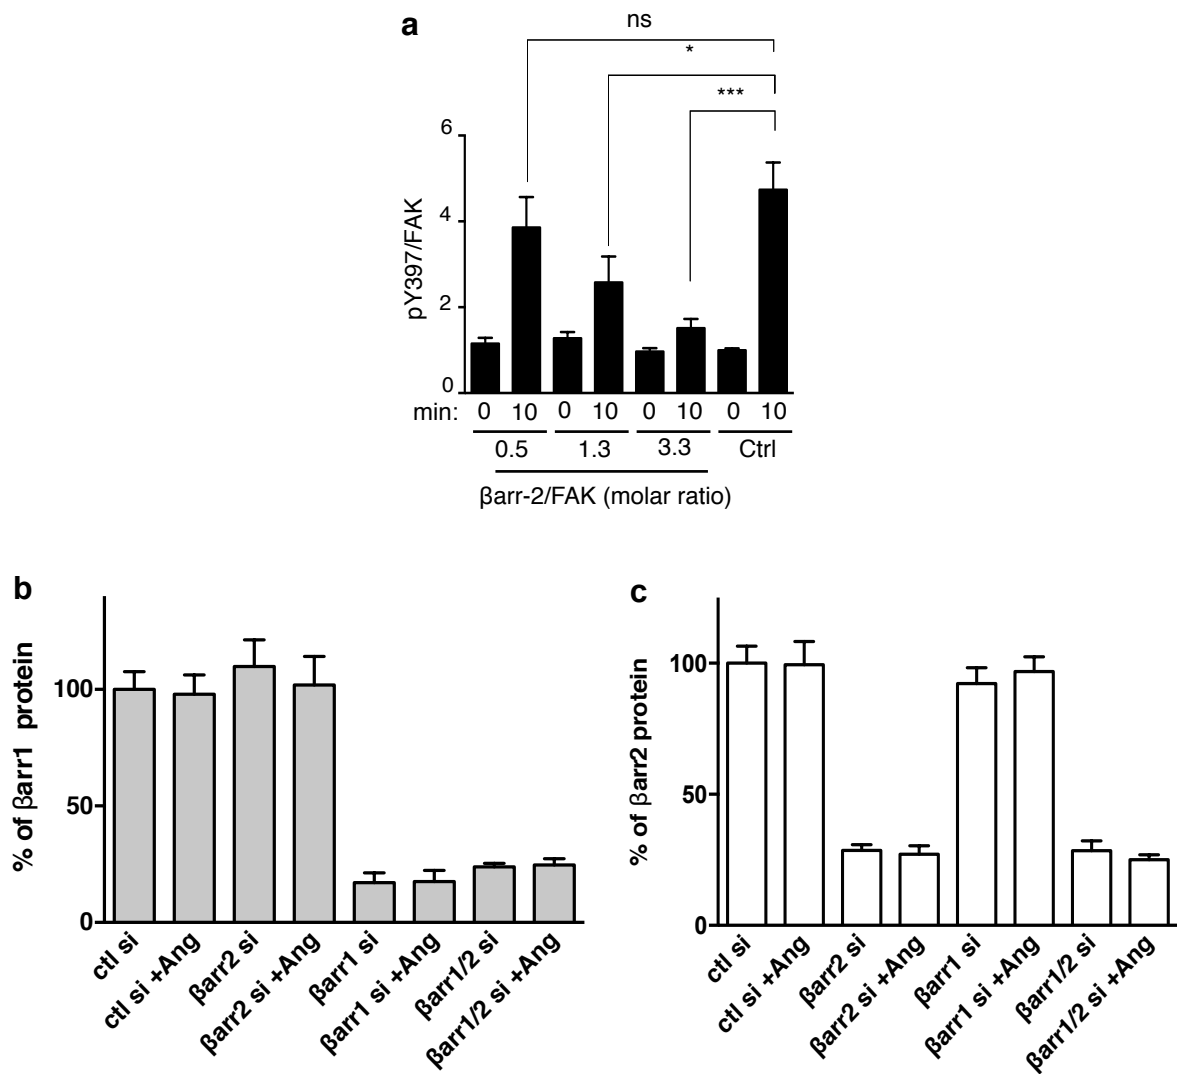 a
ns
*
***
pY397/FAK
6
4
2
0
min: 0 10 0 10 0 10 0 10
0.5 1.3 3.3 Ctrl
βarr-2/FAK (molar ratio)
b
% of βarr1 protein
100
50
0
ctl si
ctl si +Ang
βarr2 si
βarr2 si +Ang
βarr1 si
βarr1 si +Ang
βarr1/2 si
βarr1/2 si +Ang
c
% of βarr2 protein
100
50
0
ctl si
ctl si +Ang
βarr2 si
βarr2 si +Ang
βarr1 si
βarr1 si +Ang
βarr1/2 si
βarr1/2 si +Ang